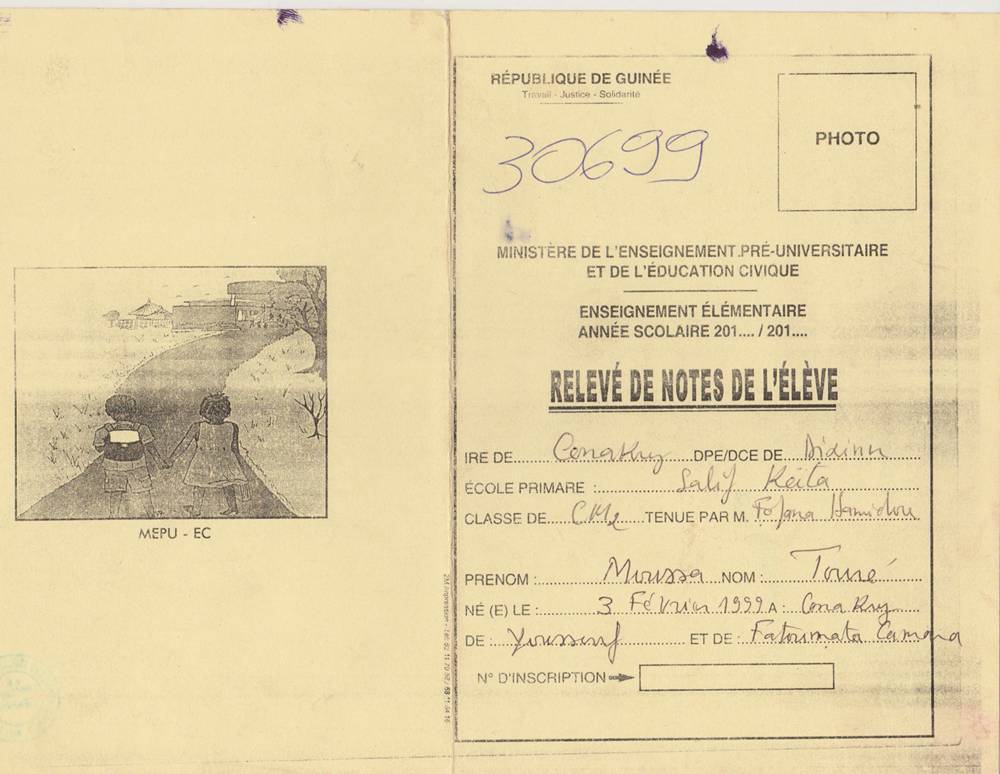 MEPU - EC
RÉPUBLIQUE DE GUINÉE
Travail - Justice - Solidarité
30699
PHOTO
MINISTÈRE DE L'ENSEIGNEMENT PRÉ-UNIVERSITAIRE
ET DE L'ÉDUCATION CIVIQUE
ENSEIGNEMENT ÉLÉMENTAIRE
ANNÉE SCOLAIRE 201.... / 201....
RELEVÉ DE NOTES DE L'ÉLÈVE
IRE DE Conakry DPE/DCE DE Dixinn
ÉCOLE PRIMARE : Salif Keita
CLASSE DE CM2 TENUE PAR M. Fofana Hamidou
PRENOM : Moussa NOM : Touré
NÉ (E) LE : 3 Février 1999 A : Conakry
DE : Youssouf ET DE : Fatoumata Camara
N° D'INSCRIPTION